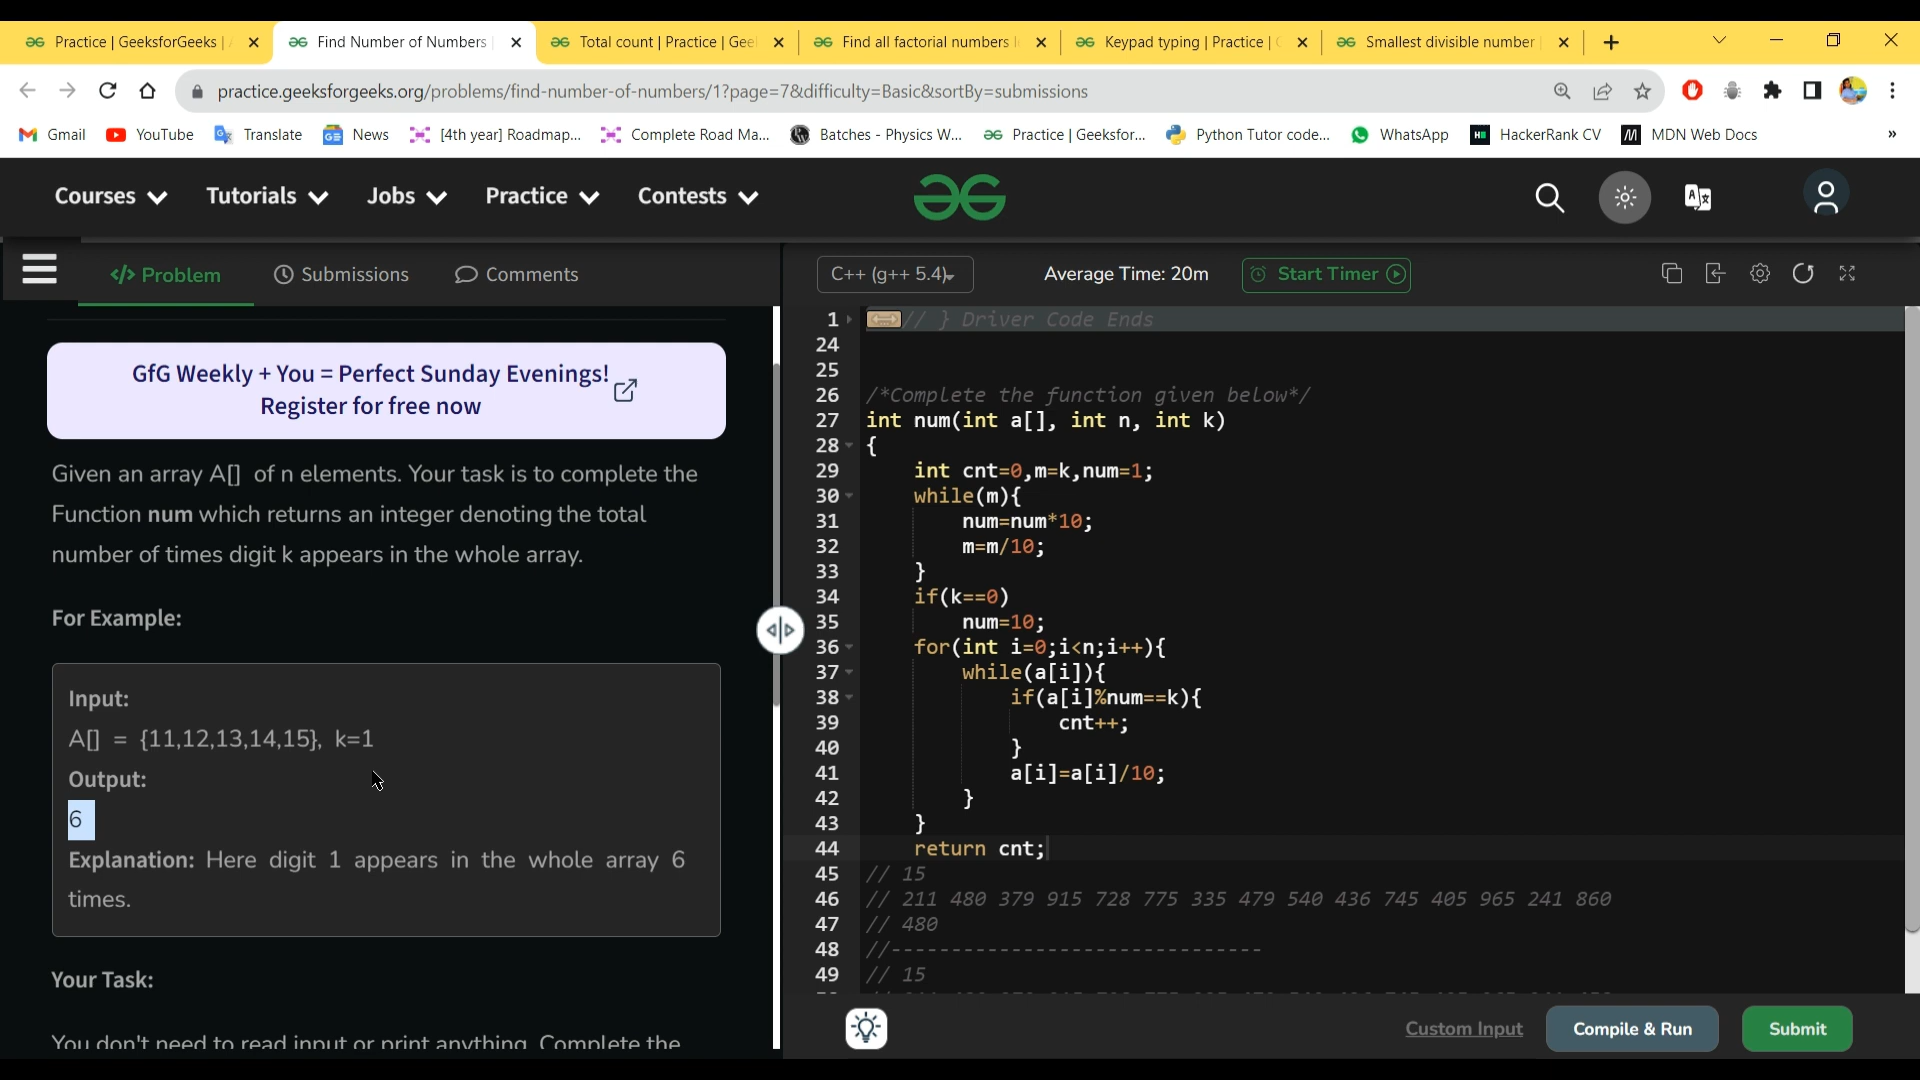 Practice | GeeksforGeeks |
Find Number of Numbers
Total count | Practice | Gee
Find all factorial numbers l
Keypad typing | Practice |
Smallest divisible number
practice.geeksforgeeks.org/problems/find-number-of-numbers/1?page=7&difficulty=Basic&sortBy=submissions
Gmail
YouTube
Translate
News
[4th year] Roadmap...
Complete Road Ma...
Batches - Physics W...
Practice | Geeksfor...
Python Tutor code...
WhatsApp
HackerRank CV
MDN Web Docs
»
Courses
Tutorials
Jobs
Practice
Contests
</> Problem
Submissions
Comments
C++ (g++ 5.4)
Average Time: 20m
Start Timer
GfG Weekly + You = Perfect Sunday Evenings!
Register for free now
Given an array A[] of n elements. Your task is to complete the
Function num which returns an integer denoting the total
number of times digit k appears in the whole array.
For Example:
Input:
A[] = {11,12,13,14,15}, k=1
Output:
6
Explanation: Here digit 1 appears in the whole array 6
times.
Your Task:
You don't need to read input or print anything. Complete the
1 // } Driver Code Ends
24
25
26 /*Complete the function given below*/
27 int num(int a[], int n, int k)
28 {
29 int cnt=0,m=k,num=1;
30 while(m){
31 num=num*10;
32 m=m/10;
33 }
34 if(k==0)
35 num=10;
36 for(int i=0;i<n;i++){
37 while(a[i]){
38 if(a[i]%num==k){
39 cnt++;
40 }
41 a[i]=a[i]/10;
42 }
43 }
44 return cnt;
45 // 15
46 // 211 480 379 915 728 775 335 479 540 436 745 405 965 241 860
47 // 480
48 //-------------------------------
49 // 15
Custom Input
Compile & Run
Submit